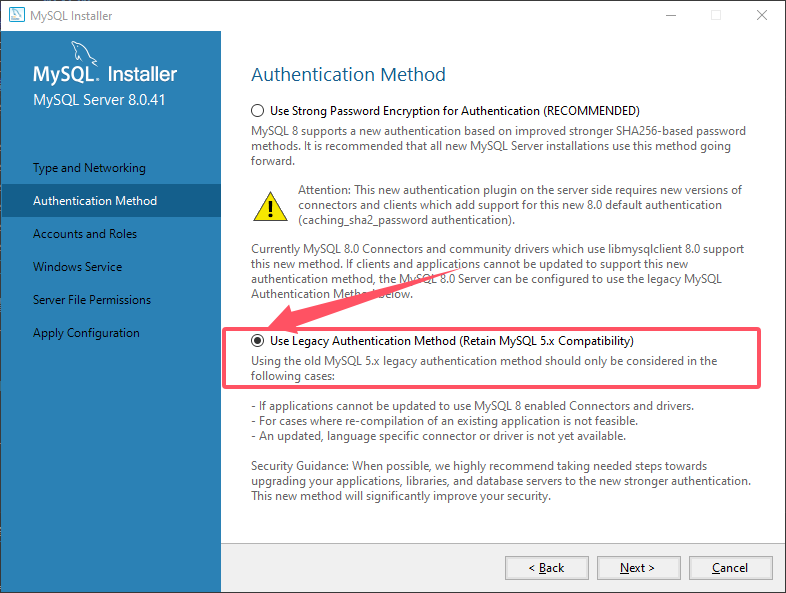 MySQL Installer
MySQL. Installer
MySQL Server 8.0.41
Type and Networking
Authentication Method
Accounts and Roles
Windows Service
Server File Permissions
Apply Configuration
Authentication Method
Use Strong Password Encryption for Authentication (RECOMMENDED)
MySQL 8 supports a new authentication based on improved stronger SHA256-based password
methods. It is recommended that all new MySQL Server installations use this method going
forward.
Attention: This new authentication plugin on the server side requires new versions of
connectors and clients which add support for this new 8.0 default authentication
(caching_sha2_password authentication).
Currently MySQL 8.0 Connectors and community drivers which use libmysqlclient 8.0 support
this new method. If clients and applications cannot be updated to support this new
authentication method, the MySQL 8.0 Server can be configured to use the legacy MySQL
Authentication Method below.
Use Legacy Authentication Method (Retain MySQL 5.x Compatibility)
Using the old MySQL 5.x legacy authentication method should only be considered in the
following cases:
- If applications cannot be updated to use MySQL 8 enabled Connectors and drivers.
- For cases where re-compilation of an existing application is not feasible.
- An updated, language specific connector or driver is not yet available.
Security Guidance: When possible, we highly recommend taking needed steps towards
upgrading your applications, libraries, and database servers to the new stronger authentication.
This new method will significantly improve your security.
< Back
Next >
Cancel